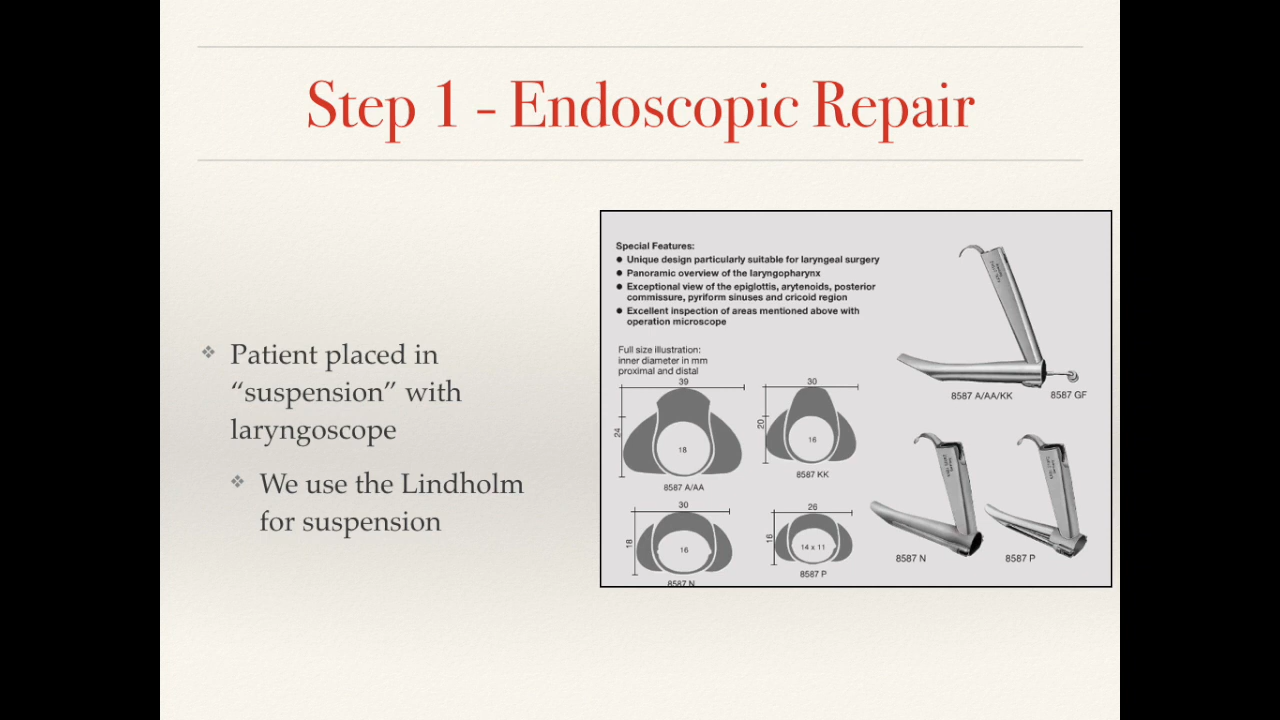 Step 1 - Endoscopic Repair
❖ Patient placed in
“suspension” with
laryngoscope
❖ We use the Lindholm
for suspension
Special Features:
● Unique design particularly suitable for laryngeal surgery
● Panoramic overview of the laryngopharynx
● Exceptional view of the epiglottis, arytenoids, posterior
commissure, pyriform sinuses and cricoid region
● Excellent inspection of areas mentioned above with
operation microscope
Full size illustration:
inner diameter in mm
proximal and distal
39
24
18
8587 A/AA
30
20
16
8587 KK
30
18
16
8587 N
26
16
14 x 11
8587 P
8587 A/AA/KK
8587 GF
8587 N
8587 P